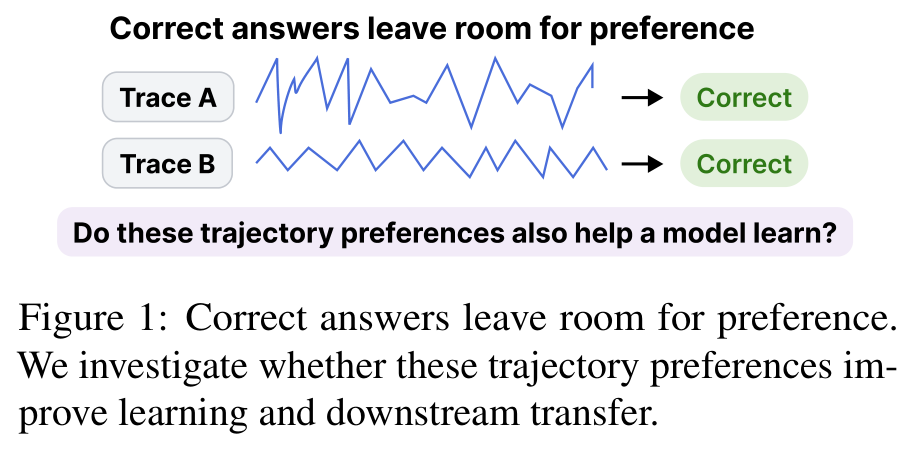 Correct answers leave room for preference
Trace A
Correct
Trace B
Correct
Do these trajectory preferences also help a model learn?
Figure 1: Correct answers leave room for preference.
We investigate whether these trajectory preferences im-
prove learning and downstream transfer.